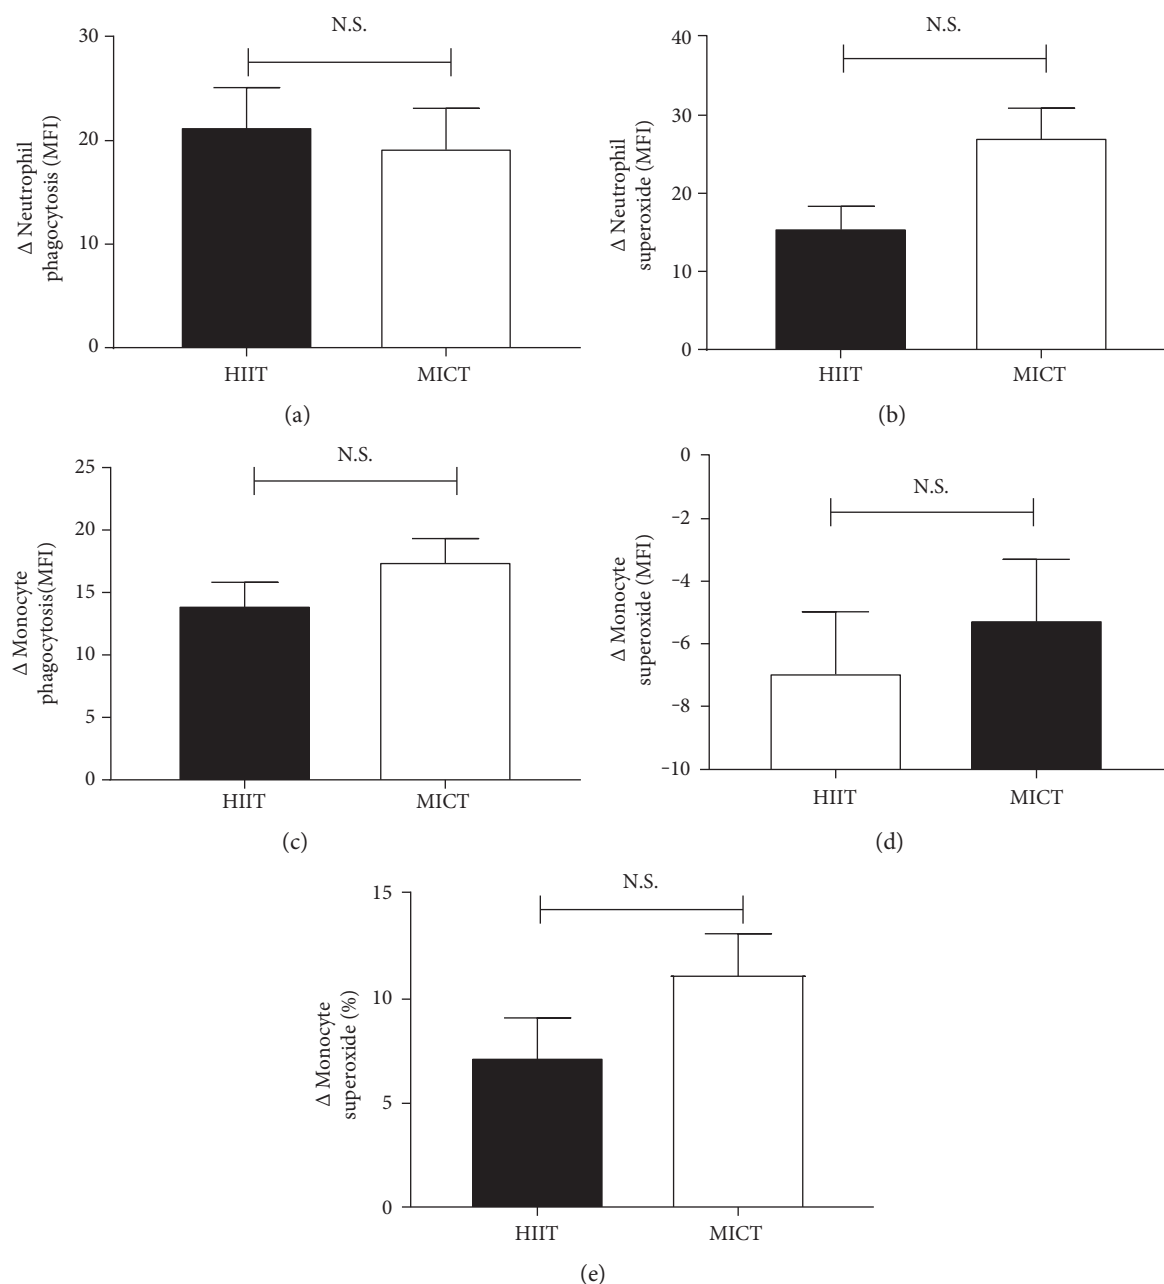 N.S.
30
20
10
0
Δ Neutrophil
phagocytosis (MFI)
HIIT
MICT
(a)
N.S.
40
30
20
10
0
Δ Neutrophil
superoxide (MFI)
HIIT
MICT
(b)
N.S.
25
20
15
10
5
0
Δ Monocyte
phagocytosis(MFI)
HIIT
MICT
(c)
0
N.S.
-2
-4
-6
-8
-10
Δ Monocyte
superoxide (MFI)
HIIT
MICT
(d)
N.S.
15
10
5
0
Δ Monocyte
superoxide (%)
HIIT
MICT
(e)